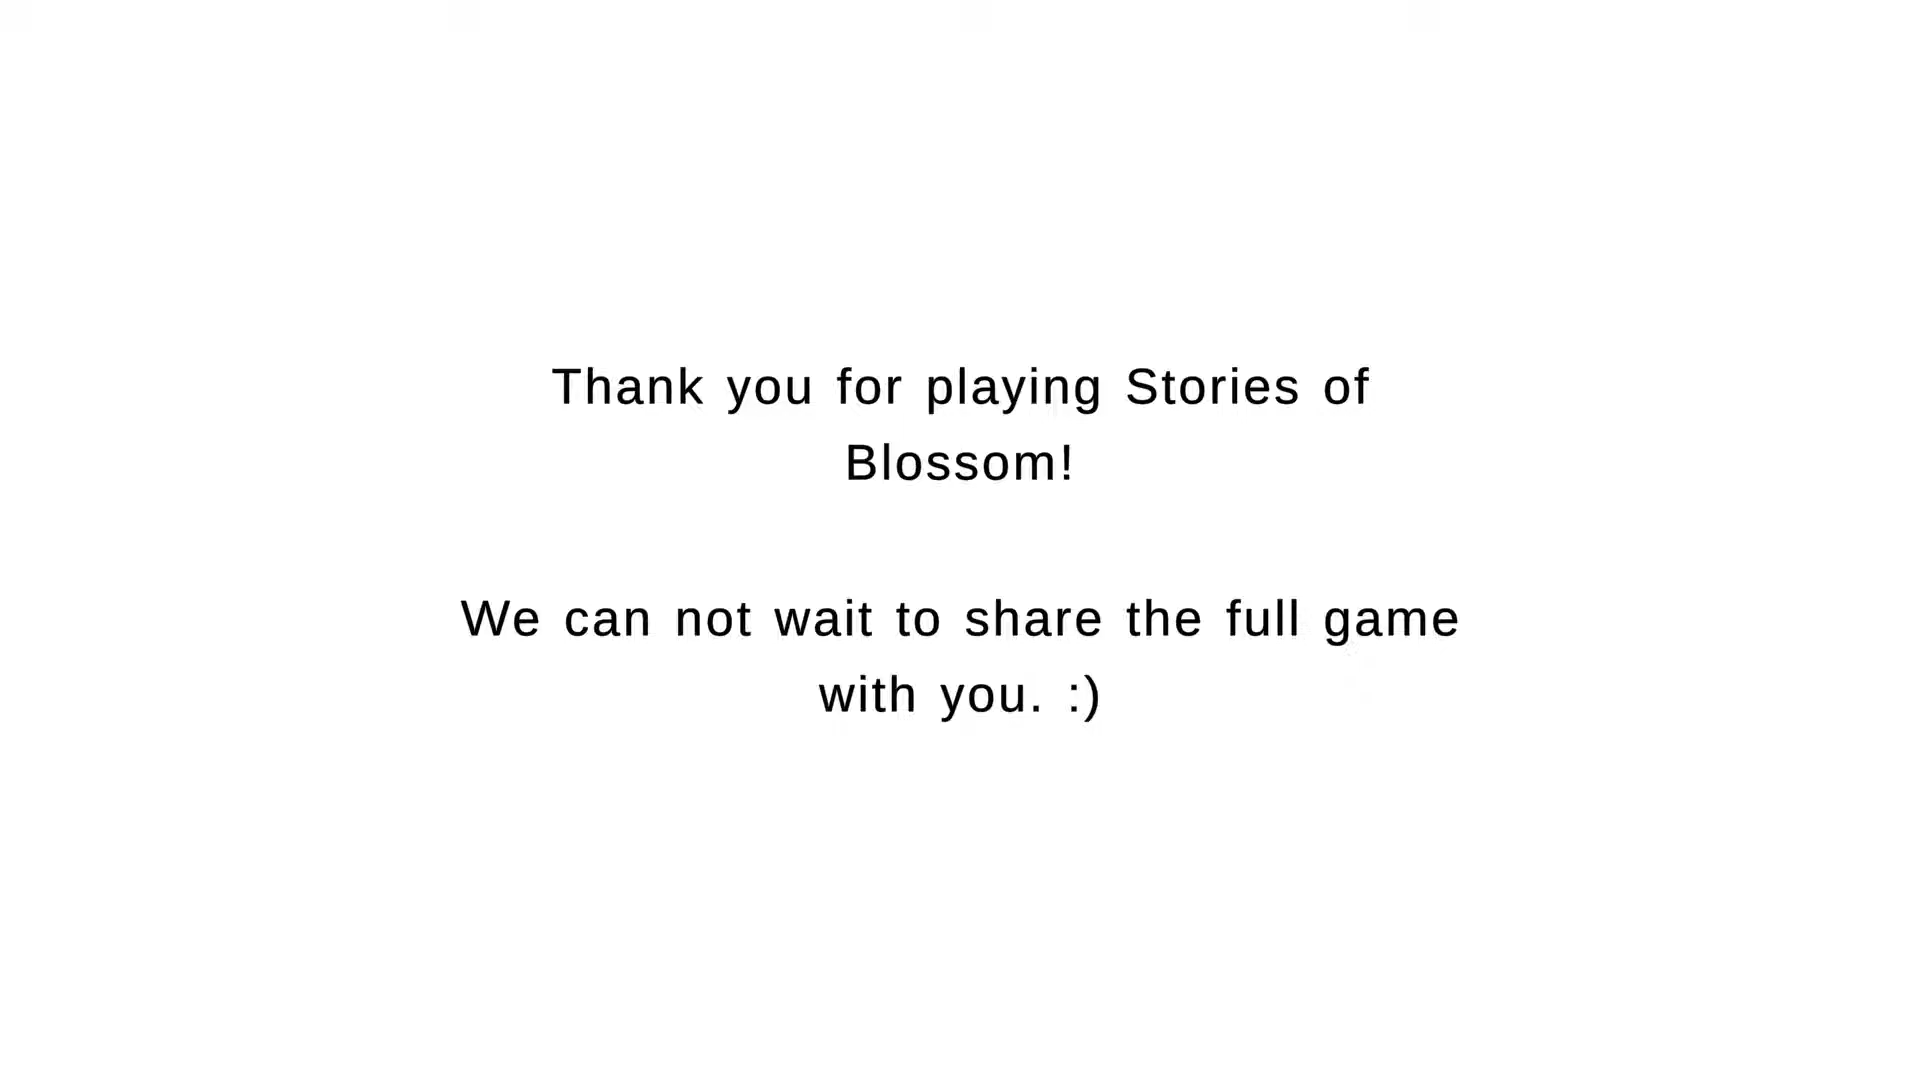 Thank you for playing Stories of
Blossom!
We can not wait to share the full game
with you. :)